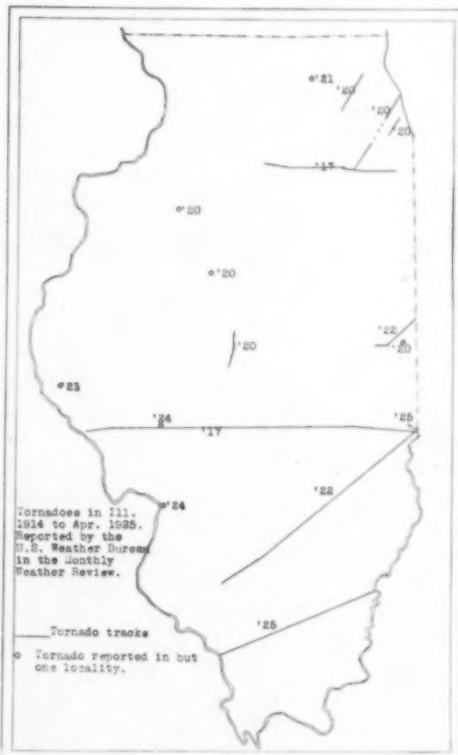 '21
'20
'20
'20
'17
'20
'20
'20
'22
'20
'23
'24
'17
'25
'22
'24
Tornadoes in Ill.
1914 to Apr. 1925.
Reported by the
U.S. Weather Bureau
in the Monthly
Weather Review.
'25
Tornado tracks
Tornado reported in but
one locality.